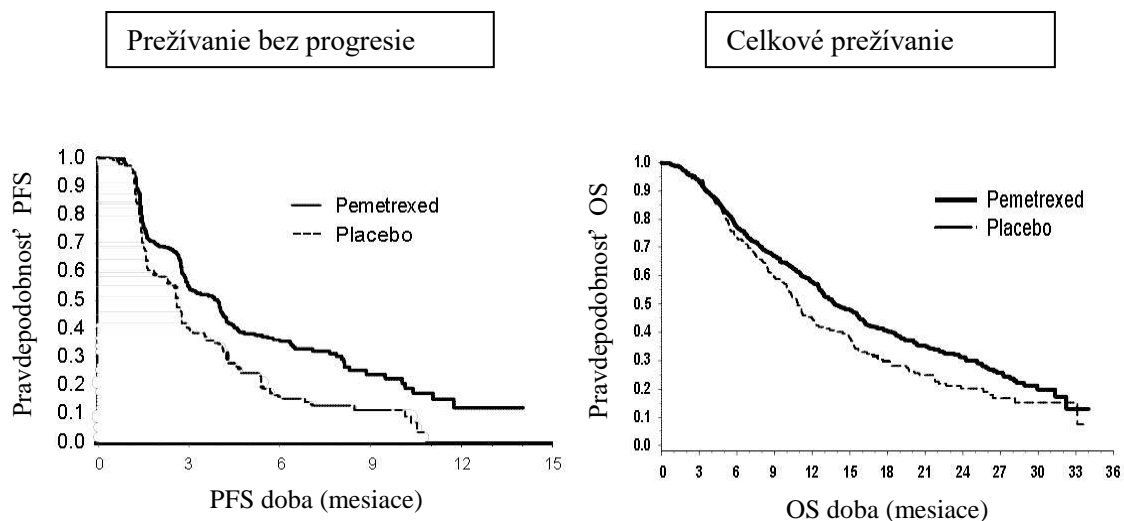 Prežívanie bez progresie
Celkové prežívanie
Pravdepodobnosť PFS
1.0
0.9
0.8
0.7
0.6
0.5
0.4
0.3
0.2
0.1
0.0
Pemetrexed
Placebo
0 3 6 9 12 15
PFS doba (mesiace)
Pravdepodobnosť OS
1.0
0.9
0.8
0.7
0.6
0.5
0.4
0.3
0.2
0.1
0.0
Pemetrexed
Placebo
0 3 6 9 12 15 18 21 24 27 30 33 36
OS doba (mesiace)